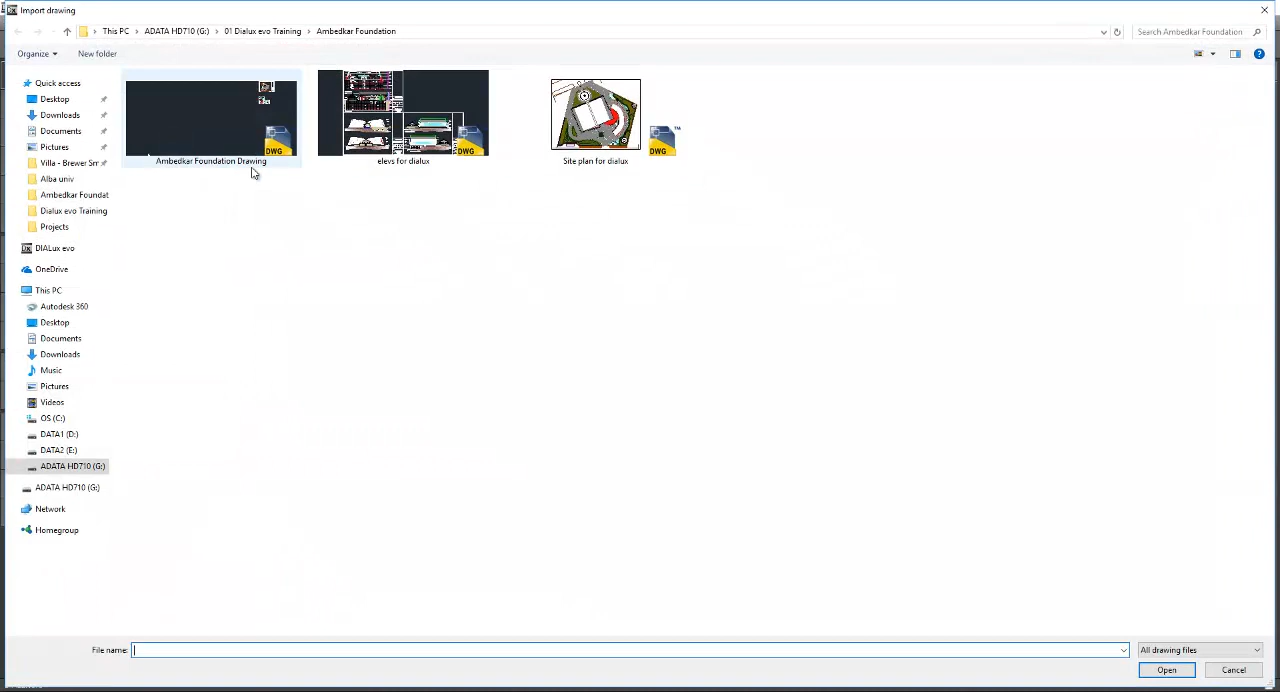 Import drawing
This PC
ADATA HD710 (G:)
01 Dialux evo Training
Ambedkar Foundation
Search Ambedkar Foundation
Organize
New folder
Quick access
Desktop
Downloads
Documents
Pictures
Villa - Brewer Sm
Alba univ
Ambedkar Foundat
Dialux evo Training
Projects
DIALux evo
OneDrive
This PC
Autodesk 360
Desktop
Documents
Downloads
Music
Pictures
Videos
OS (C:)
DATA1 (D:)
DATA2 (E:)
ADATA HD710 (G:)
ADATA HD710 (G:)
Network
Homegroup
DWG
Ambedkar Foundation Drawing
DWG
elevs for dialux
DWG
Site plan for dialux
File name:
All drawing files
Open
Cancel